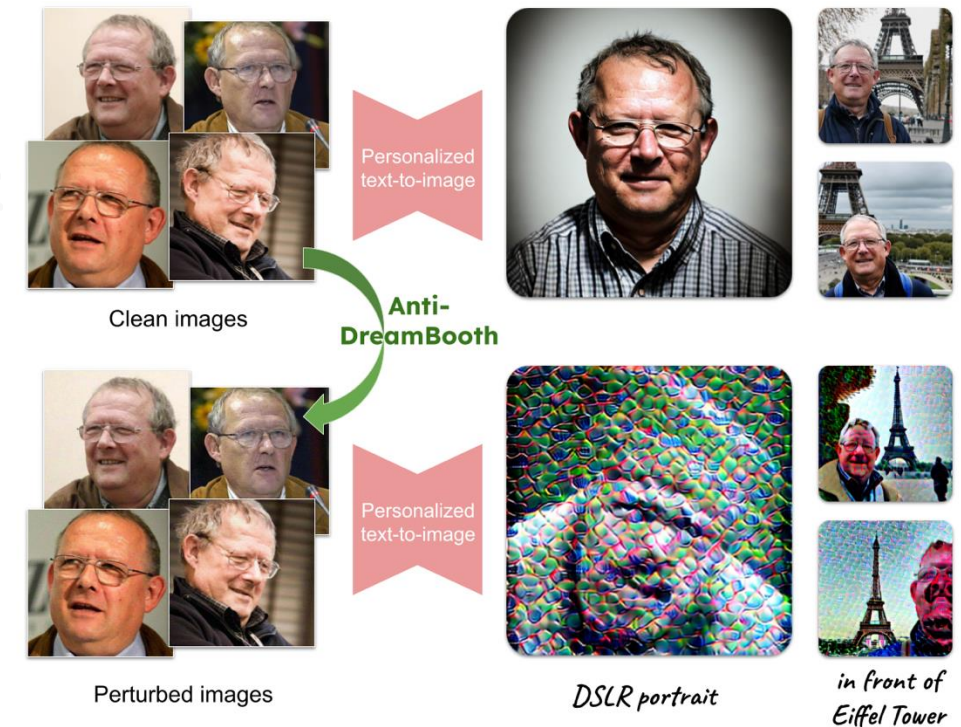 Personalized
text-to-image
Clean images
Anti-
DreamBooth
Personalized
text-to-image
Perturbed images
DSLR portrait
in front of
Eiffel Tower